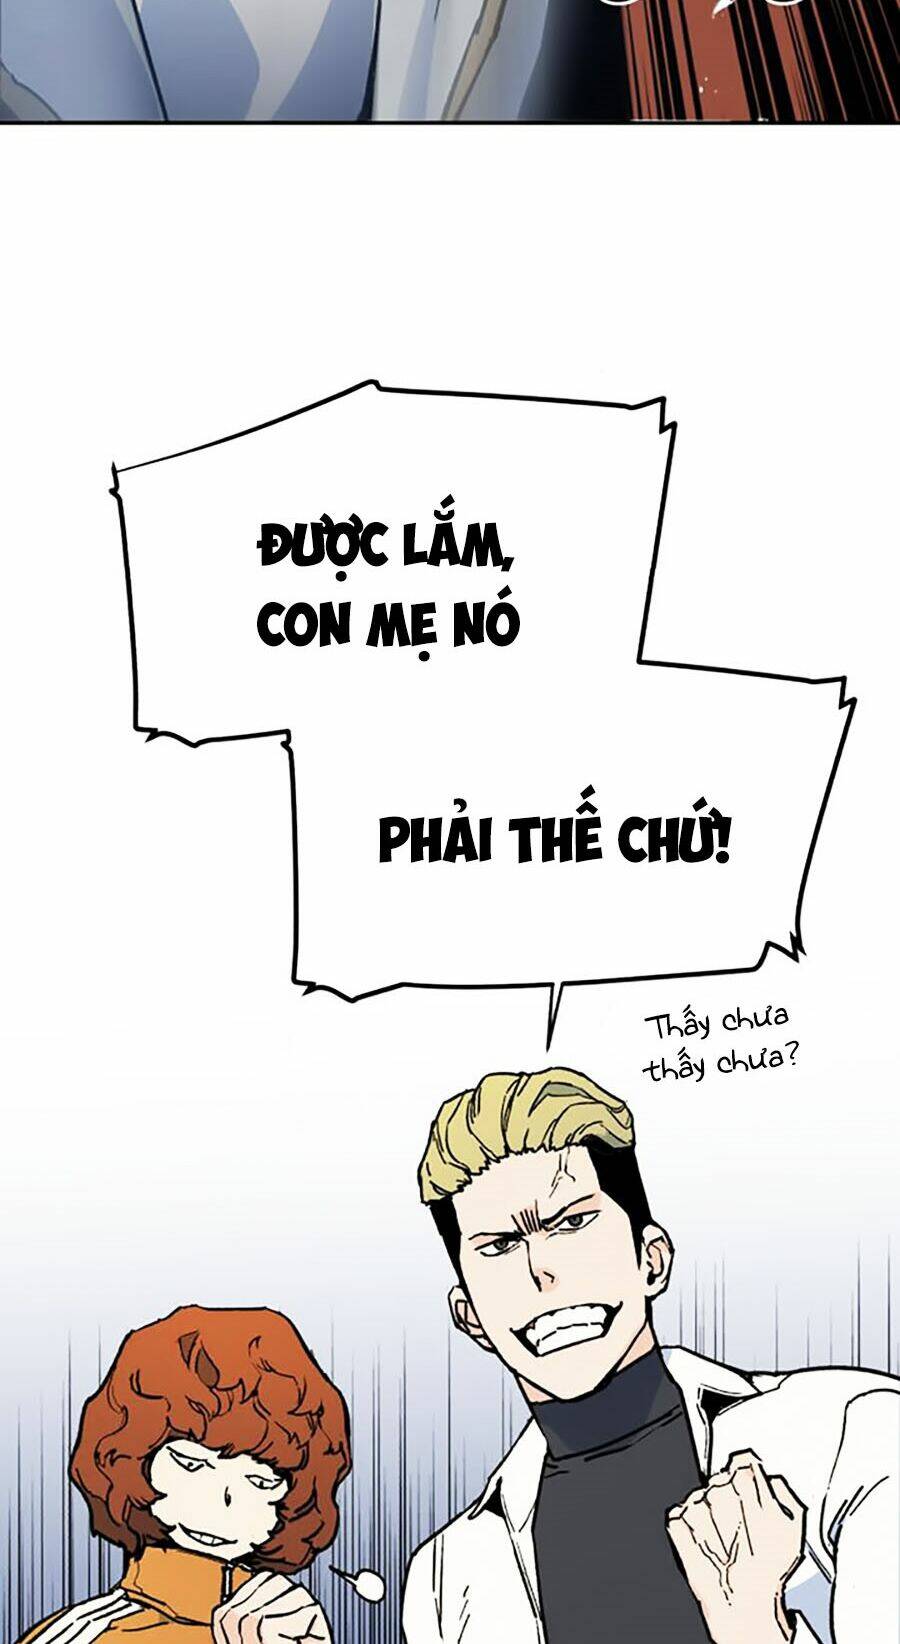 ĐƯỢC LẮM,
CON MẸ NÓ
PHẢI THẾ CHỨ!
Thấy chưa
thấy chưa?